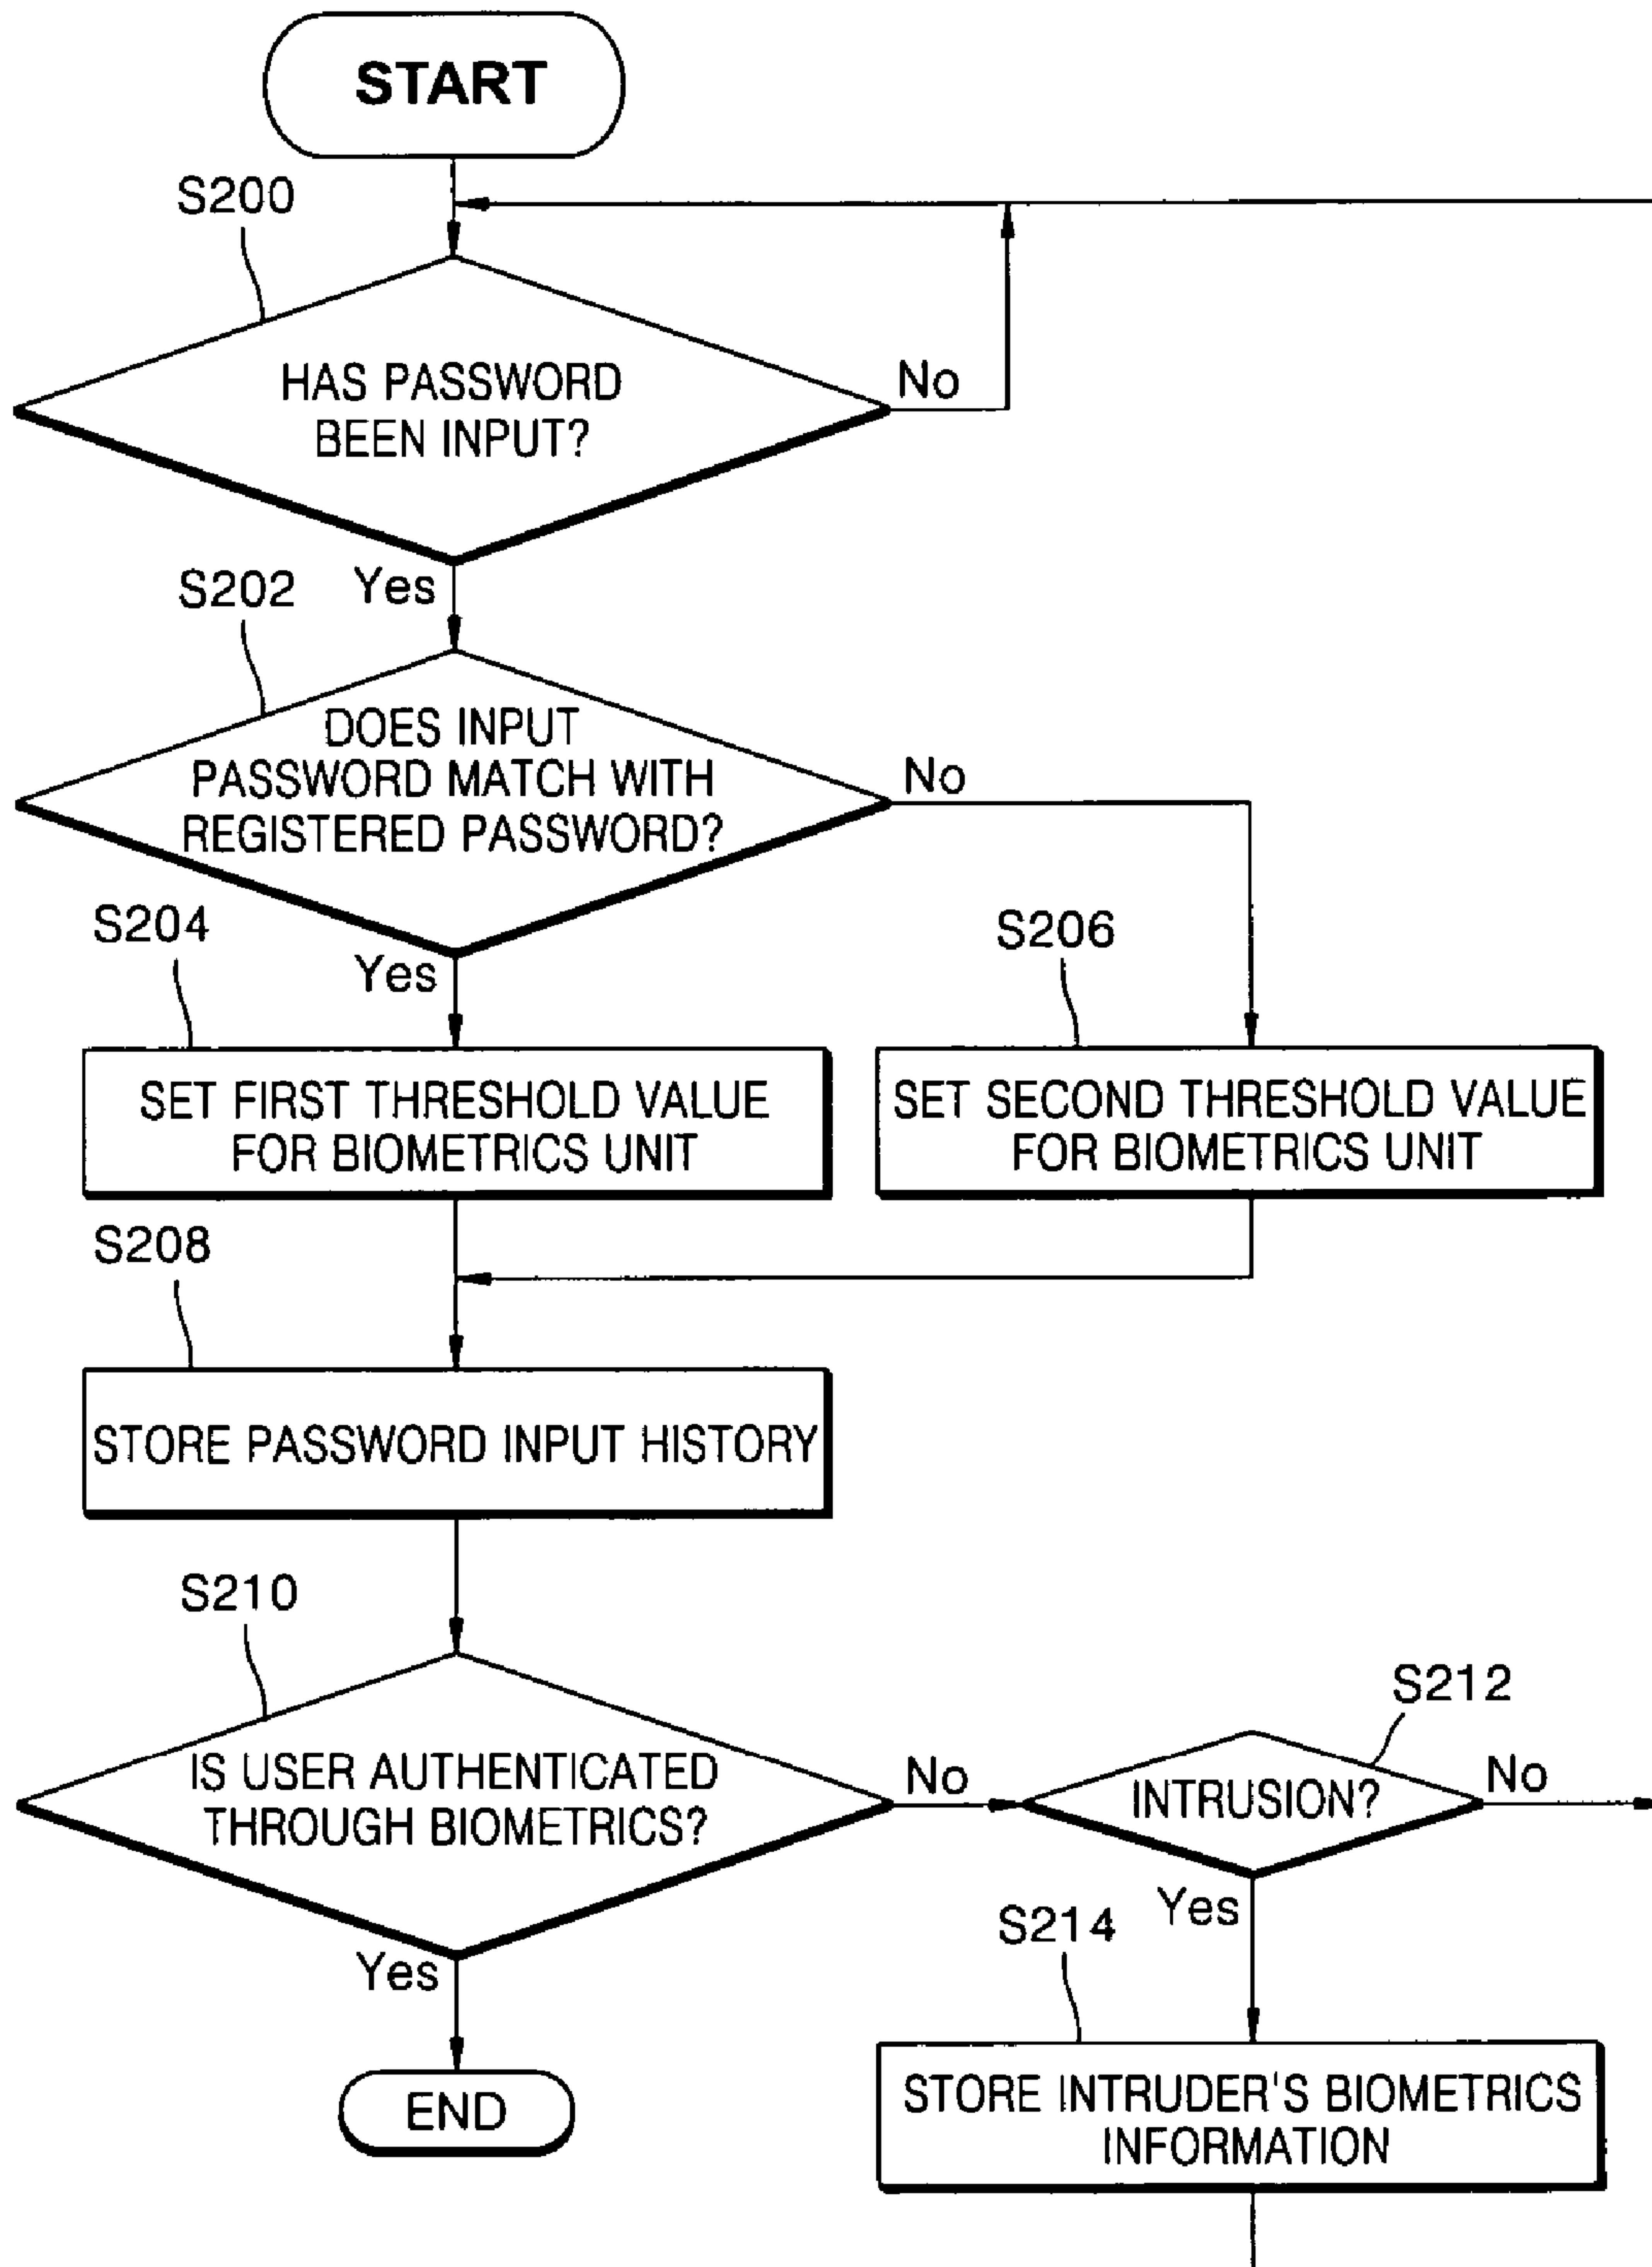 START
S200
HAS PASSWORD
BEEN INPUT?
No
Yes
S202
DOES INPUT
PASSWORD MATCH WITH
REGISTERED PASSWORD?
No
Yes
S204
SET FIRST THRESHOLD VALUE
FOR BIOMETRICS UNIT
S206
SET SECOND THRESHOLD VALUE
FOR BIOMETRICS UNIT
S208
STORE PASSWORD INPUT HISTORY
S210
IS USER AUTHENTICATED
THROUGH BIOMETRICS?
No
Yes
S212
INTRUSION?
No
Yes
S214
STORE INTRUDER'S BIOMETRICS
INFORMATION
END